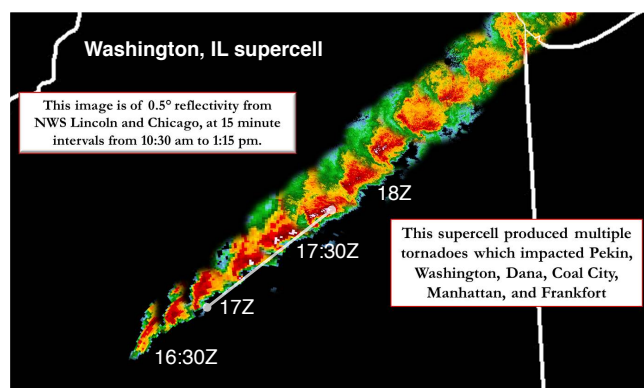 Washington, IL supercell
This image is of 0.5° reflectivity from
NWS Lincoln and Chicago, at 15 minute
intervals from 10:30 am to 1:15 pm.
18Z
17:30Z
17Z
16:30Z
This supercell produced multiple
tornadoes which impacted Pekin,
Washington, Dana, Coal City,
Manhattan, and Frankfort